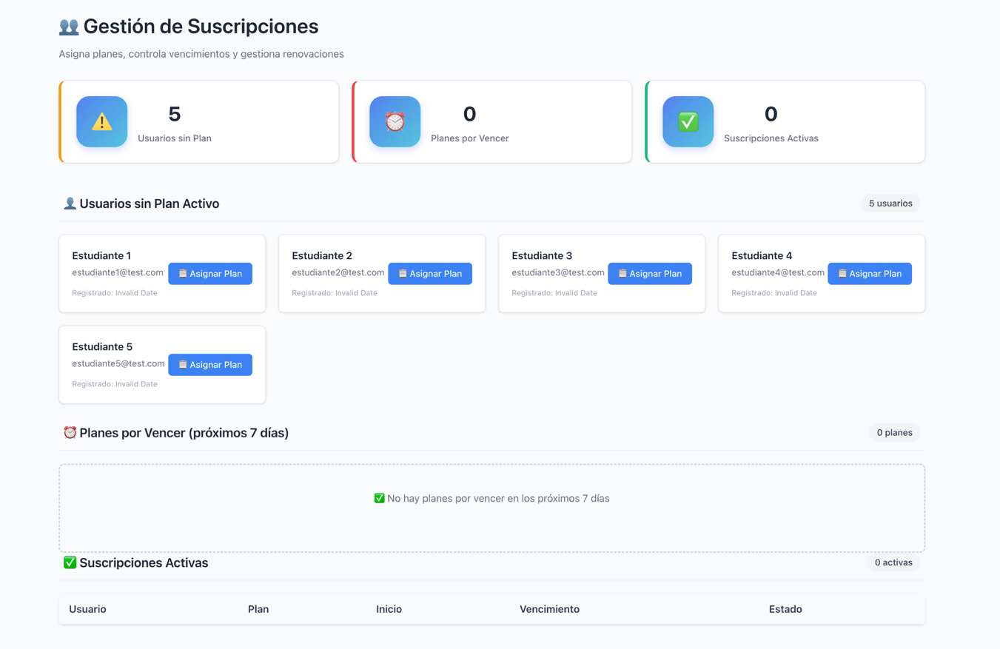 👥 Gestión de Suscripciones
Asigna planes, controla vencimientos y gestiona renovaciones
5
Usuarios sin Plan
0
Planes por Vencer
0
Suscripciones Activas
👤 Usuarios sin Plan Activo
5 usuarios
Estudiante 1
estudiante1@test.com
📋 Asignar Plan
Registrado: Invalid Date
Estudiante 2
estudiante2@test.com
📋 Asignar Plan
Registrado: Invalid Date
Estudiante 3
estudiante3@test.com
📋 Asignar Plan
Registrado: Invalid Date
Estudiante 4
estudiante4@test.com
📋 Asignar Plan
Registrado: Invalid Date
Estudiante 5
estudiante5@test.com
📋 Asignar Plan
Registrado: Invalid Date
⏰ Planes por Vencer (próximos 7 días)
0 planes
✅ No hay planes por vencer en los próximos 7 días
✅ Suscripciones Activas
0 activas
Usuario Plan Inicio Vencimiento Estado